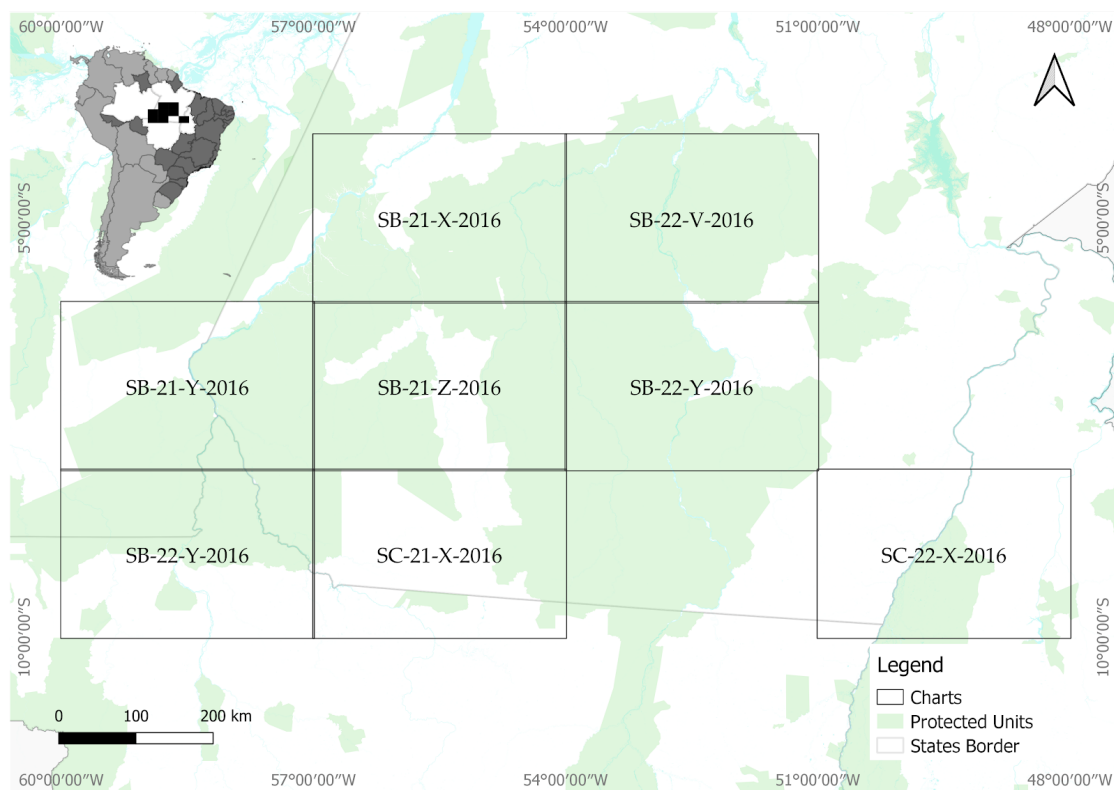 60°00′00″W 57°00′00″W 54°00′00″W 51°00′00″W 48°00′00″W
5°00′00″S
5°00′00″S
SB-21-X-2016 SB-22-V-2016
SB-21-Y-2016 SB-21-Z-2016 SB-22-Y-2016
SB-22-Y-2016 SC-21-X-2016 SC-22-X-2016
10°00′00″S
10°00′00″S
Legend
Charts
Protected Units
States Border
0 100 200 km
60°00′00″W 57°00′00″W 54°00′00″W 51°00′00″W 48°00′00″W